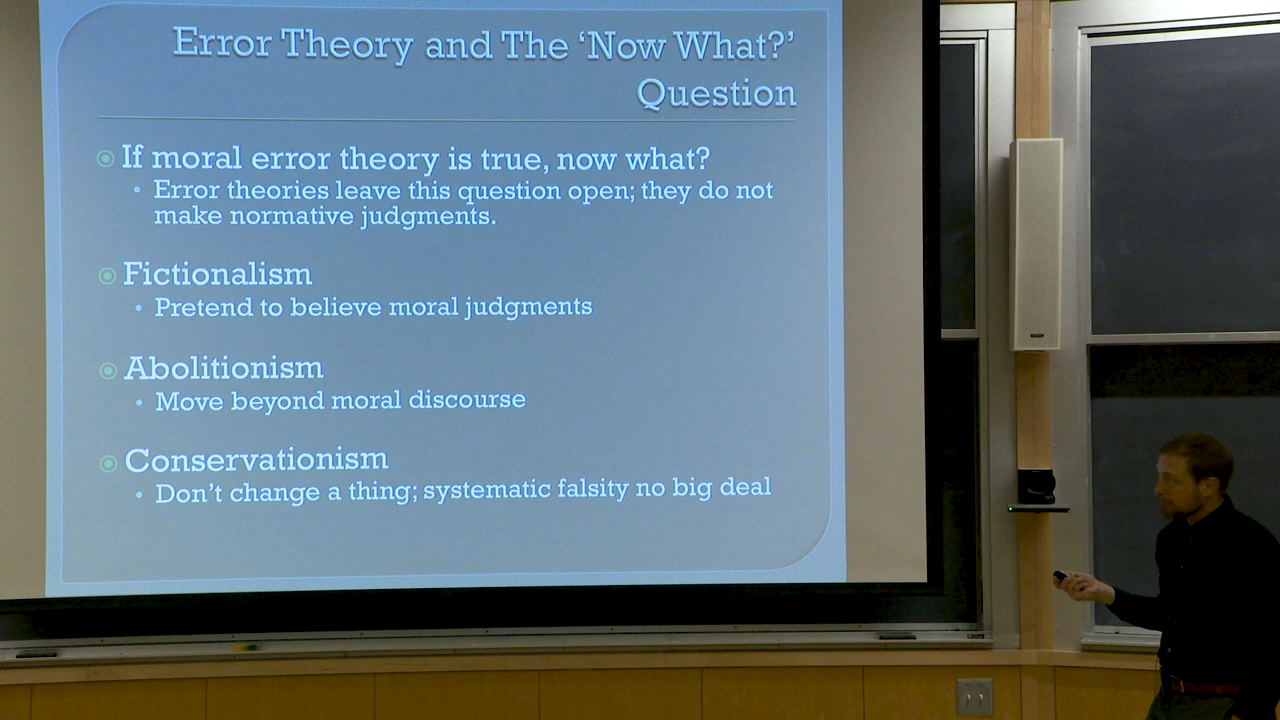 Error Theory and The ‘Now What?’
Question
If moral error theory is true, now what?
Error theories leave this question open; they do not
make normative judgments.
Fictionalism
Pretend to believe moral judgments
Abolitionism
Move beyond moral discourse
Conservationism
Don’t change a thing; systematic falsity no big deal